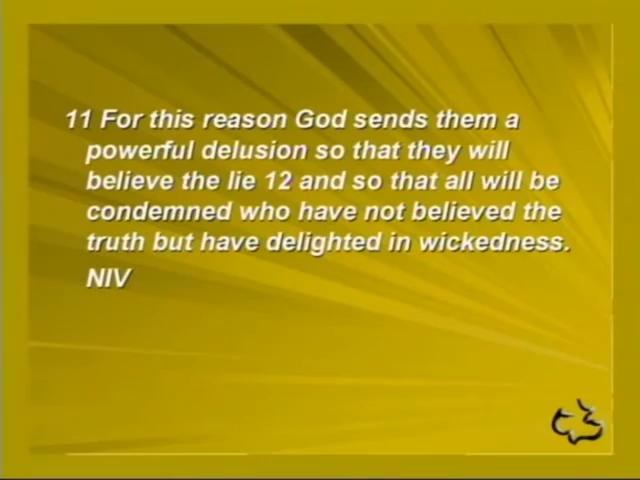 11 For this reason God sends them a
powerful delusion so that they will
believe the lie 12 and so that all will be
condemned who have not believed the
truth but have delighted in wickedness.
NIV